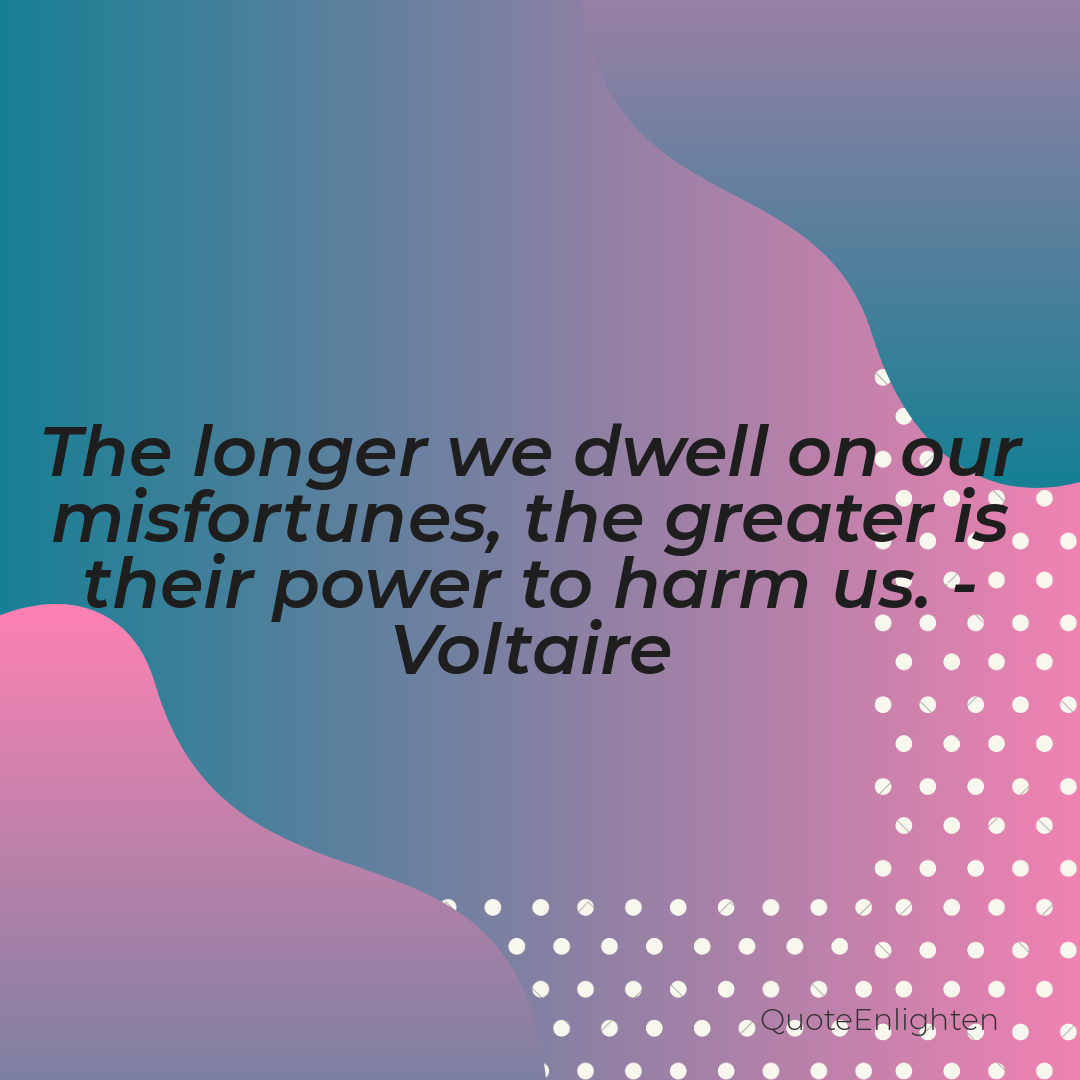 The longer we dwell on our
misfortunes, the greater is
their power to harm us. -
Voltaire
QuoteEnlighten